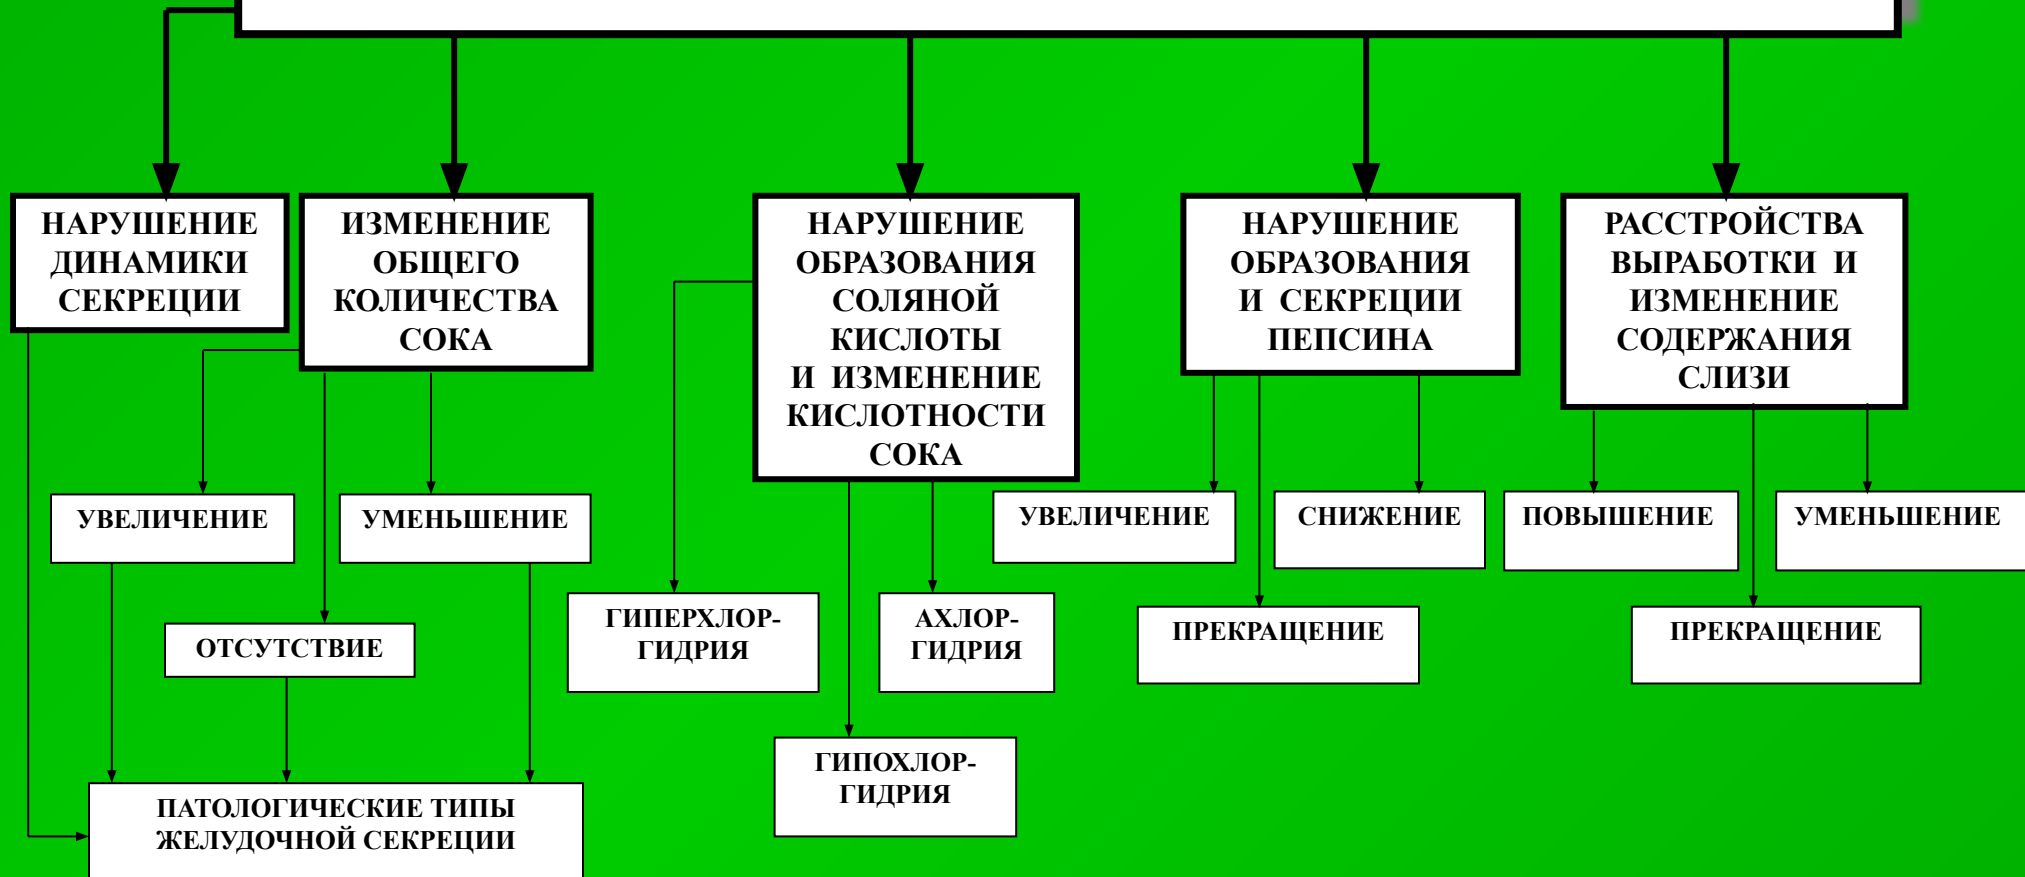 НАРУШЕНИЕ
ДИНАМИКИ
СЕКРЕЦИИ
ИЗМЕНЕНИЕ
ОБЩЕГО
КОЛИЧЕСТВА
СОКА
НАРУШЕНИЕ
ОБРАЗОВАНИЯ
СОЛЯНОЙ
КИСЛОТЫ
И ИЗМЕНЕНИЕ
КИСЛОТНОСТИ
СОКА
НАРУШЕНИЕ
ОБРАЗОВАНИЯ
И СЕКРЕЦИИ
ПЕПСИНА
РАССТРОЙСТВА
ВЫРАБОТКИ И
ИЗМЕНЕНИЕ
СОДЕРЖАНИЯ
СЛИЗИ
УВЕЛИЧЕНИЕ
УМЕНЬШЕНИЕ
УВЕЛИЧЕНИЕ
СНИЖЕНИЕ
ПОВЫШЕНИЕ
УМЕНЬШЕНИЕ
ОТСУТСТВИЕ
ГИПЕРХЛОР-
ГИДРИЯ
АХЛОР-
ГИДРИЯ
ПРЕКРАЩЕНИЕ
ПРЕКРАЩЕНИЕ
ГИПОХЛОР-
ГИДРИЯ
ПАТОЛОГИЧЕСКИЕ ТИПЫ
ЖЕЛУДОЧНОЙ СЕКРЕЦИИ